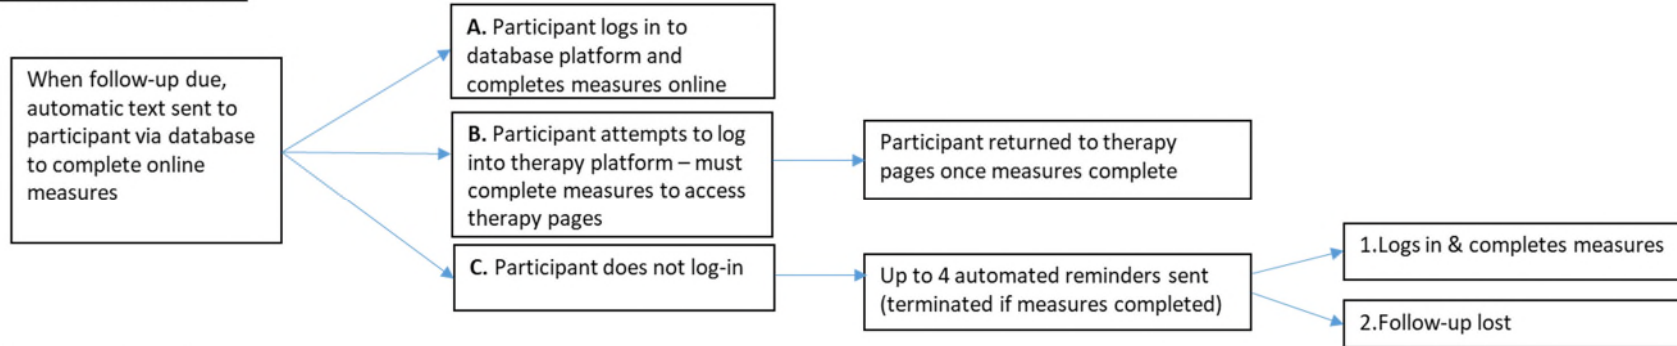 When follow-up due,
automatic text sent to
participant via database
to complete online
measures
A. Participant logs in to
database platform and
completes measures online
B. Participant attempts to log
into therapy platform – must
complete measures to access
therapy pages
C. Participant does not log-in
Participant returned to therapy
pages once measures complete
Up to 4 automated reminders sent
(terminated if measures completed)
1.Logs in & completes measures
2.Follow-up lost